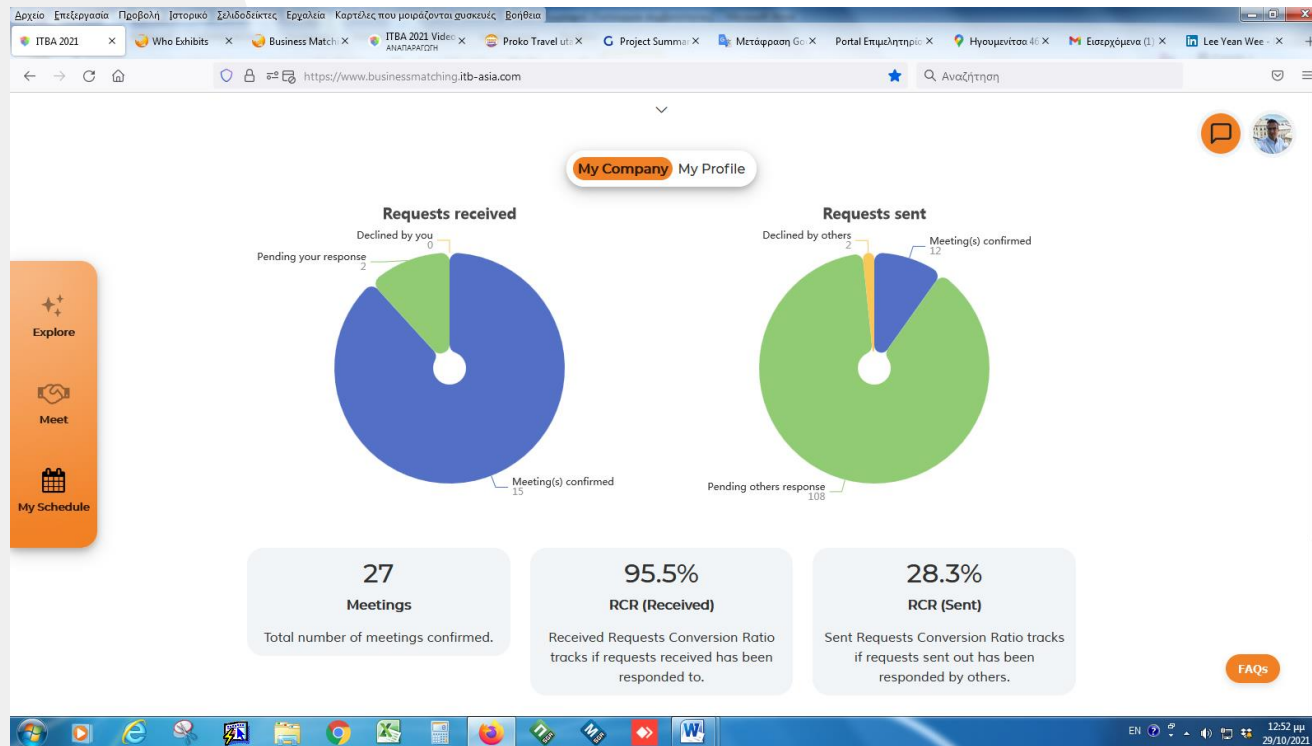 Αρχείο Επεξεργασία Προβολή Ιστορικό Σελιδοδείκτες Εργαλεία Καρτέλες που μοιράζονται συσκευές Βοήθεια
ITBA 2021
Who Exhibits
Business Matchi
ITBA 2021 Video
ΑΝΑΠΑΡΑΓΩΓΗ
Proko Travel uta
Project Summar
Μετάφραση Go
Portal Επιμελητηρίο
Ηγουμενίτσα 46
Εισερχόμενα (1)
Lee Yean Wee -
https://www.businessmatching.itb-asia.com
Αναζήτηση
My Company My Profile
Requests received
Declined by you
0
Pending your response
2
Meeting(s) confirmed
15
Requests sent
Declined by others
2
Meeting(s) confirmed
12
Pending others response
108
Explore
Meet
My Schedule
27
Meetings
Total number of meetings confirmed.
95.5%
RCR (Received)
Received Requests Conversion Ratio
tracks if requests received has been
responded to.
28.3%
RCR (Sent)
Sent Requests Conversion Ratio tracks
if requests sent out has been
responded by others.
FAQs
EN
12:52 μμ
29/10/2021